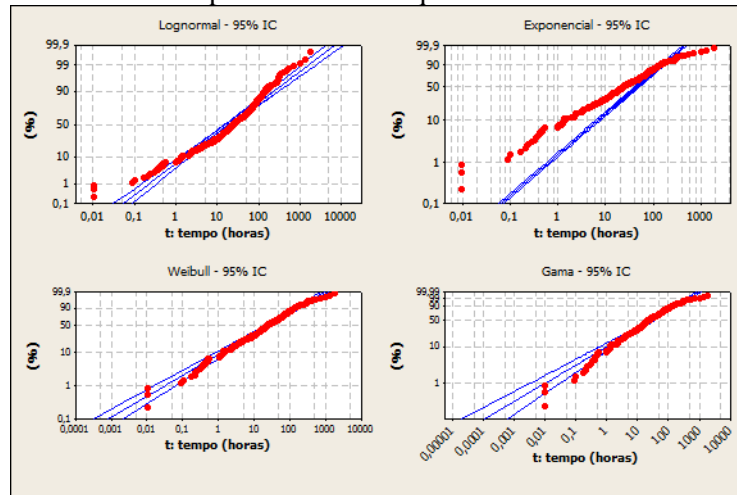 Lognormal - 95% IC
99,9
99
90
50
10
1
0,1
(%)
0,01 0,1 1 10 100 1000 10000
t: tempo (horas)
Exponencial - 95% IC
99,9
90
50
10
1
0,1
(%)
0,01 0,1 1 10 100 1000
t: tempo (horas)
Weibull - 95% IC
99,9
90
50
10
1
0,1
(%)
0,0001 0,001 0,01 0,1 1 10 100 1000 10000
t: tempo (horas)
Gama - 95% IC
99,99
90
50
10
1
(%)
0,00001 0,0001 0,001 0,01 0,1 1 10 100 1000 10000
t: tempo (horas)